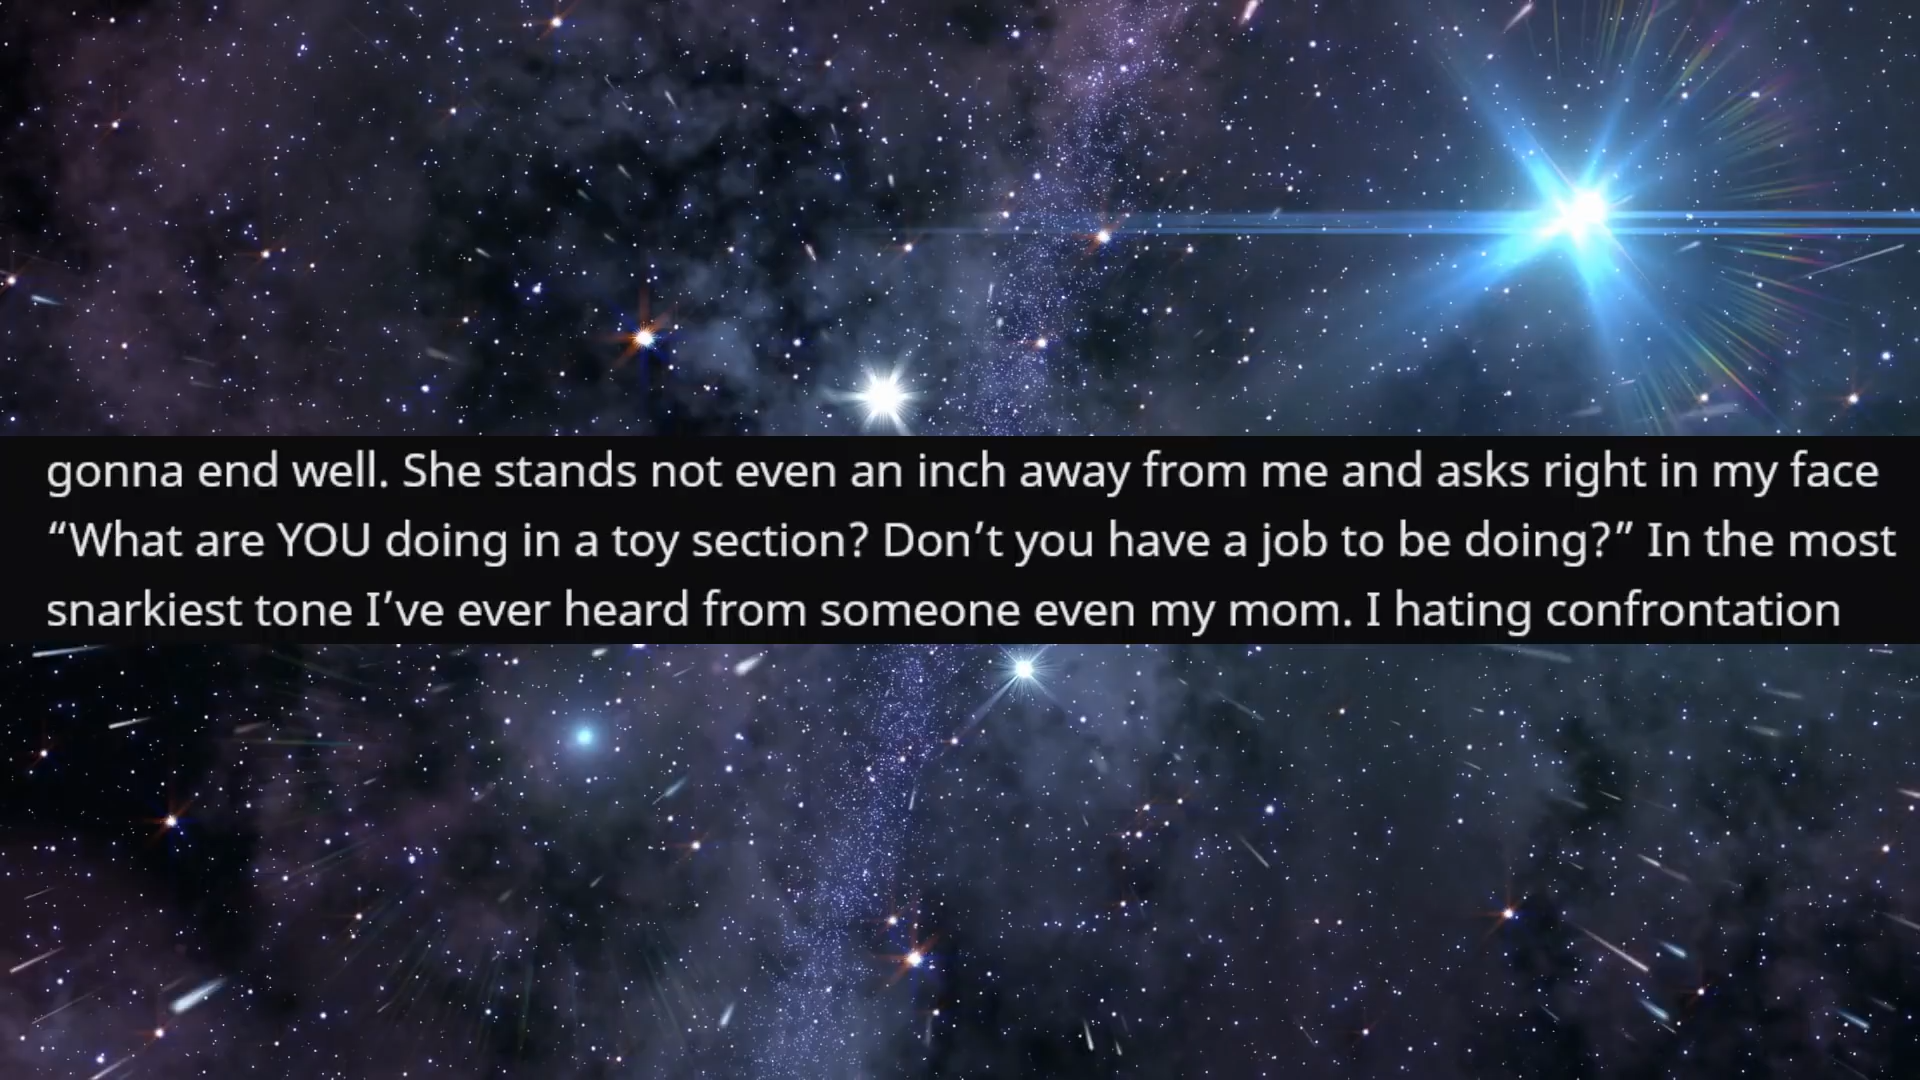 gonna end well. She stands not even an inch away from me and asks right in my face
“What are YOU doing in a toy section? Don’t you have a job to be doing?” In the most
snarkiest tone I’ve ever heard from someone even my mom. I hating confrontation